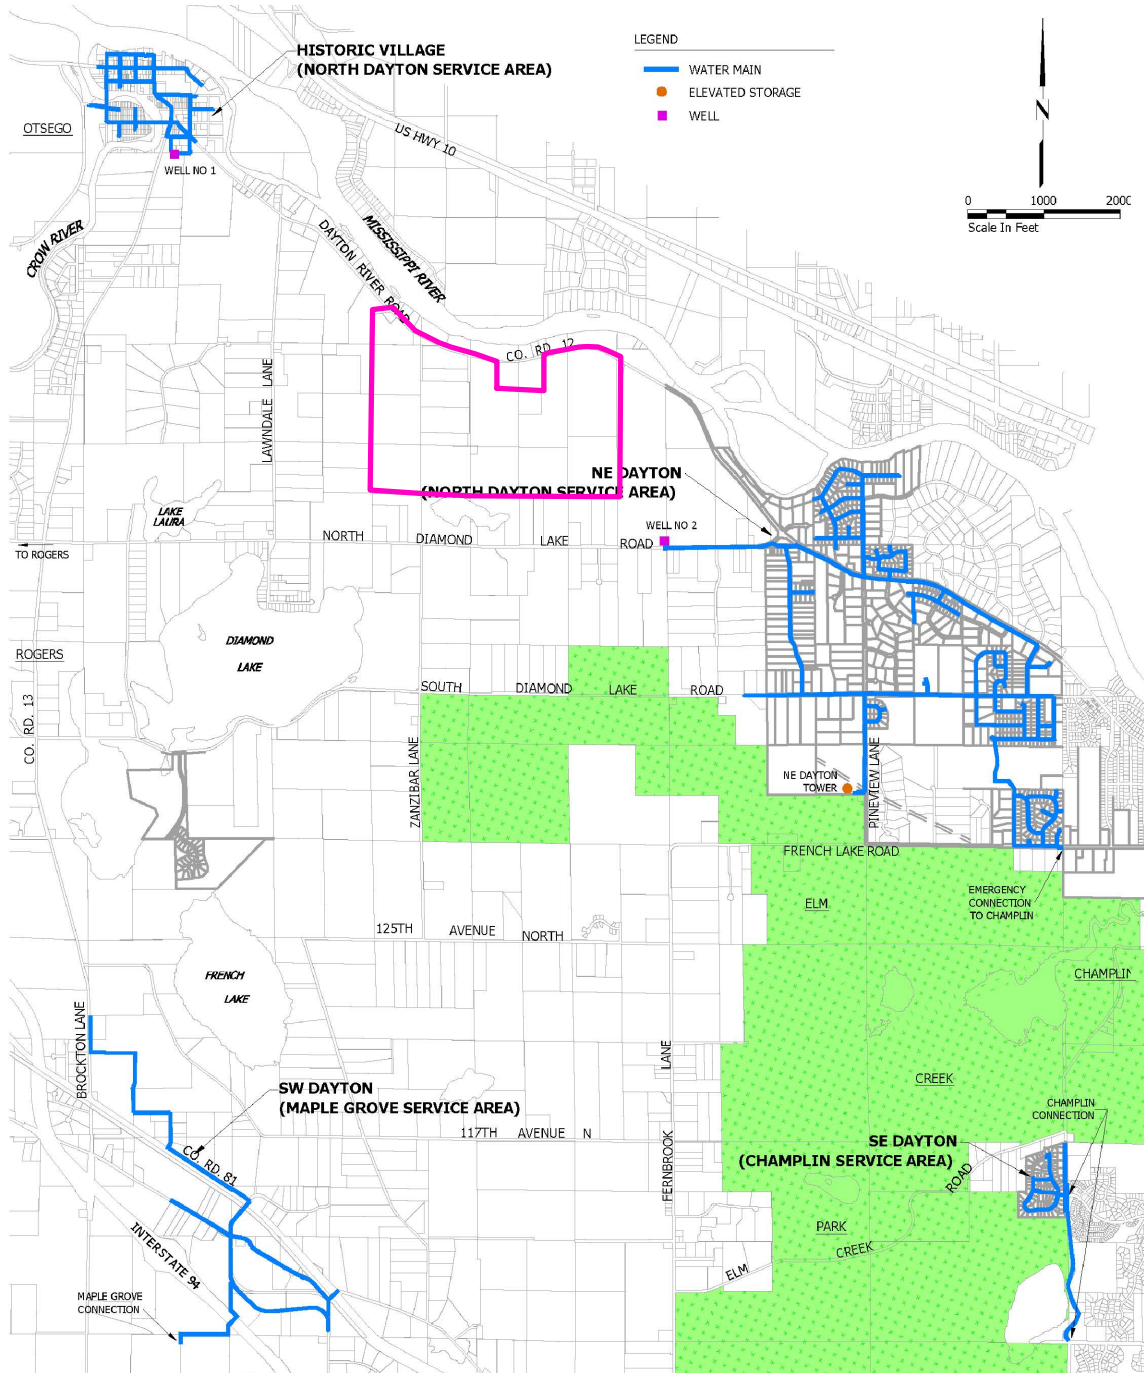 HISTORIC VILLAGE
(NORTH DAYTON SERVICE AREA)
LEGEND
WATER MAIN
ELEVATED STORAGE
WELL
N
0 1000 2000
Scale In Feet
OTSEGO
US HWY 10
WELL NO 1
CROW RIVER
MISSISSIPPI RIVER
DAYTON RIVER ROAD
CO. RD. 12
LAWNDALE LANE
NE DAYTON
(NORTH DAYTON SERVICE AREA)
LAKE
LAURA
WELL NO 2
TO ROGERS
NORTH DIAMOND LAKE ROAD
DIAMOND
LAKE
ROGERS
SOUTH DIAMOND LAKE ROAD
CO. RD. 13
ZANZIBAR LANE
NE DAYTON
TOWER
PINEVIEW LANE
FRENCH LAKE ROAD
EMERGENCY
CONNECTION
TO CHAMPLIN
ELM
125TH AVENUE NORTH
FRENCH
LAKE
CHAMPLIN
BROCKTON LANE
LANE
CREEK
SW DAYTON
(MAPLE GROVE SERVICE AREA)
CHAMPLIN
CONNECTION
117TH AVENUE N
CO. RD. 81
FERNBROOK
SE DAYTON
(CHAMPLIN SERVICE AREA)
ROAD
PARK
CREEK
ELM
INTERSTATE 94
MAPLE GROVE
CONNECTION